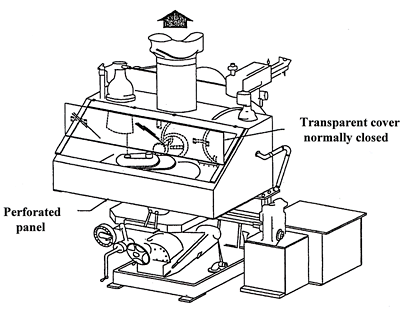 Transparent cover
normally closed
Perforated
panel